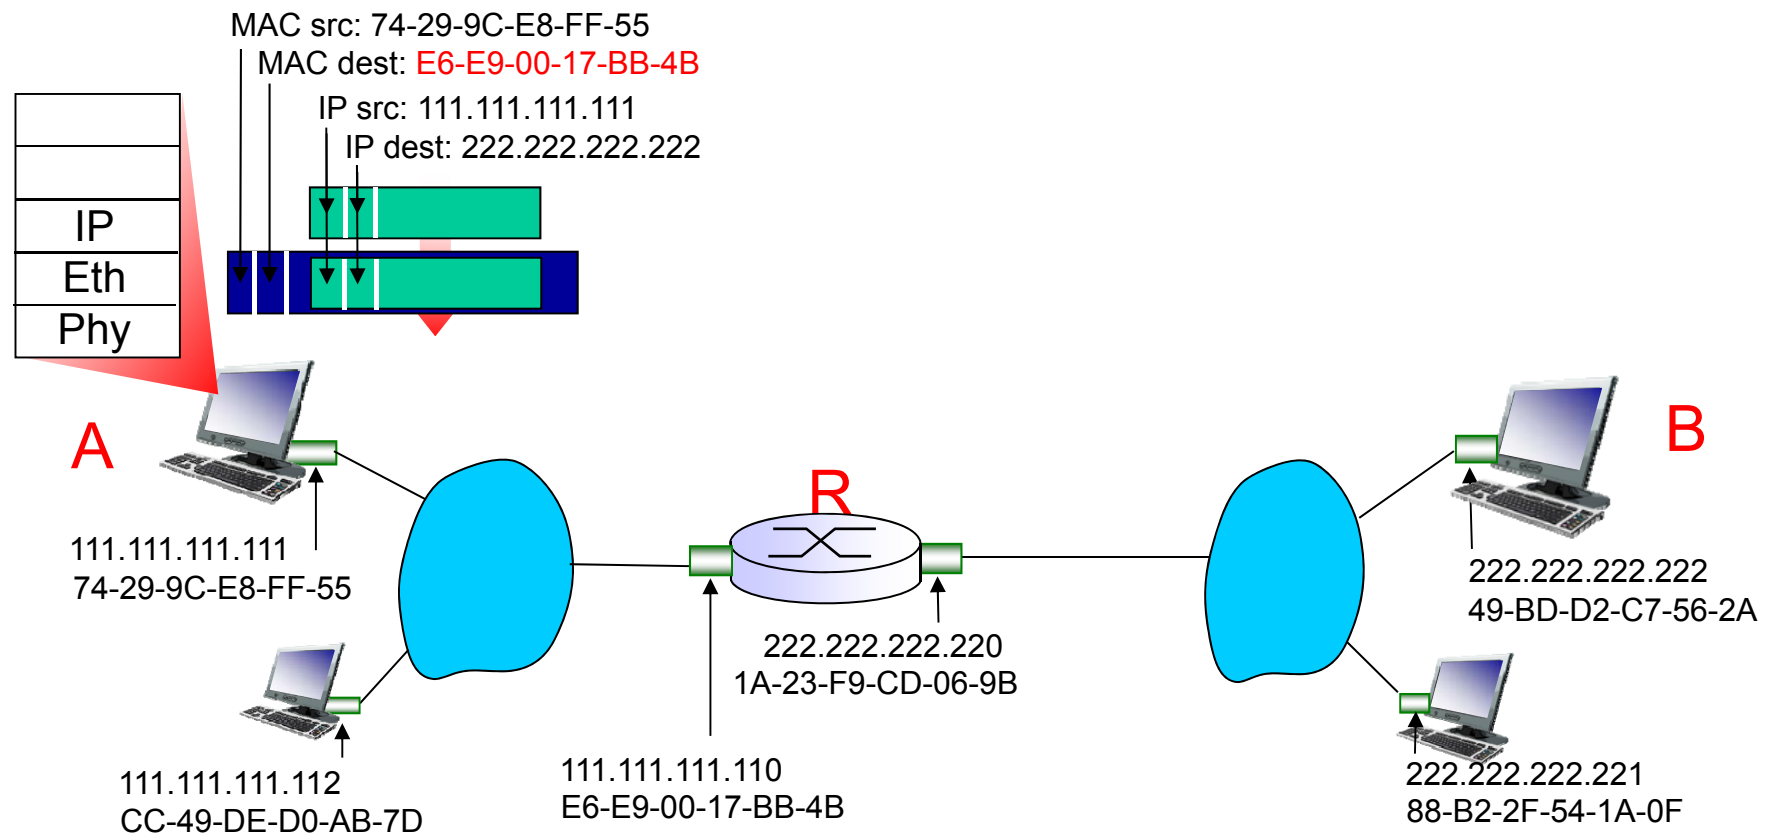 MAC src: 74-29-9C-E8-FF-55
MAC dest: E6-E9-00-17-BB-4B
IP src: 111.111.111.111
IP dest: 222.222.222.222
IP
Eth
Phy
A
R
B
111.111.111.111
74-29-9C-E8-FF-55
222.222.222.222
49-BD-D2-C7-56-2A
222.222.222.220
1A-23-F9-CD-06-9B
111.111.111.112
CC-49-DE-D0-AB-7D
111.111.111.110
E6-E9-00-17-BB-4B
222.222.222.221
88-B2-2F-54-1A-0F